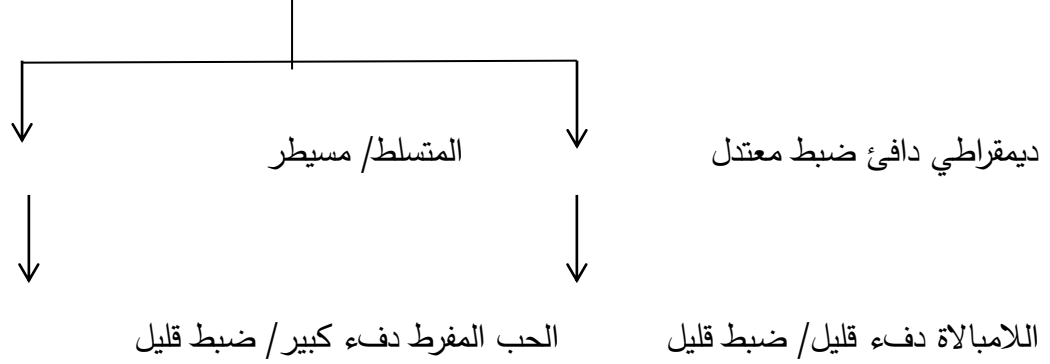 ديمقراطي دافئ ضبط معتدل المتسلط/ مسيطر
اللامبالاة دفء قليل/ ضبط قليل الحب المفرط دفء كبير/ ضبط قليل